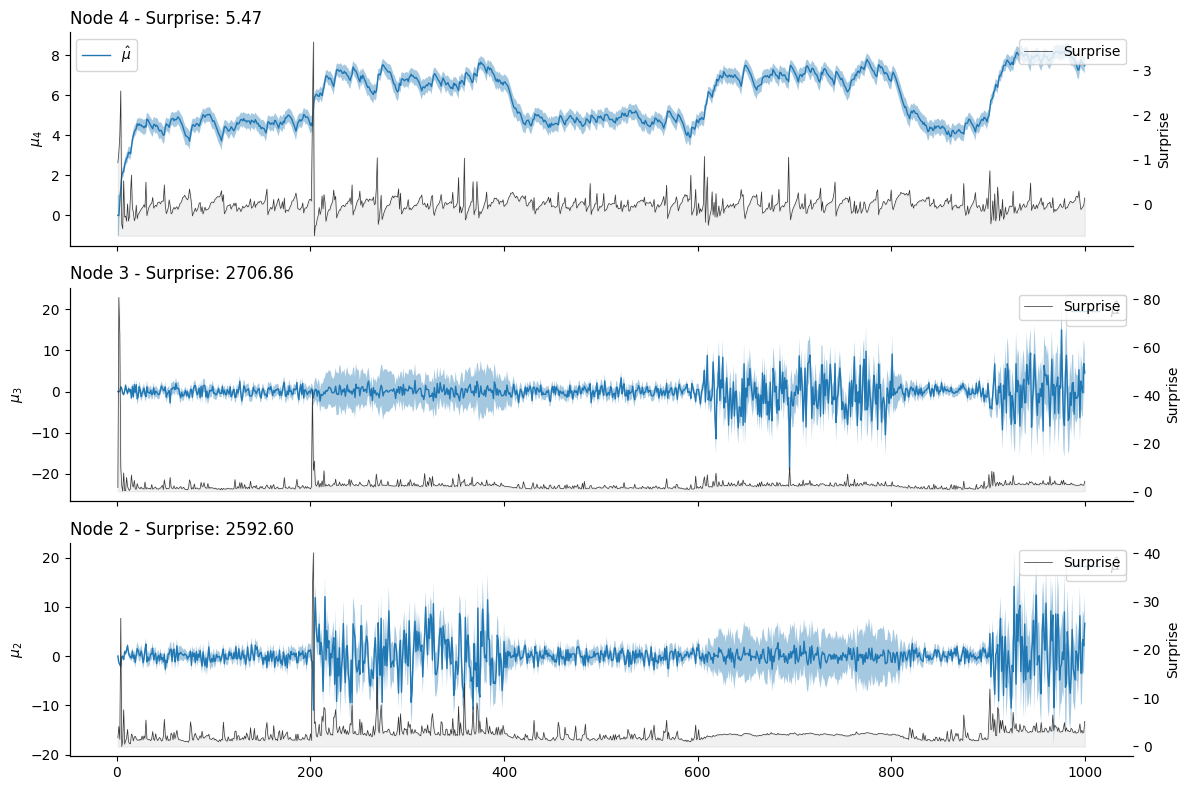 Node 4 - Surprise: 5.47
μ̂
Surprise
8
6
4
2
0
μ4
3
2
1
0
Surprise
Node 3 - Surprise: 2706.86
Surprise
μ̂
20
10
0
−10
−20
μ3
80
60
40
20
0
Surprise
Node 2 - Surprise: 2592.60
Surprise
μ̂
20
10
0
−10
−20
μ2
40
30
20
10
0
Surprise
0 200 400 600 800 1000